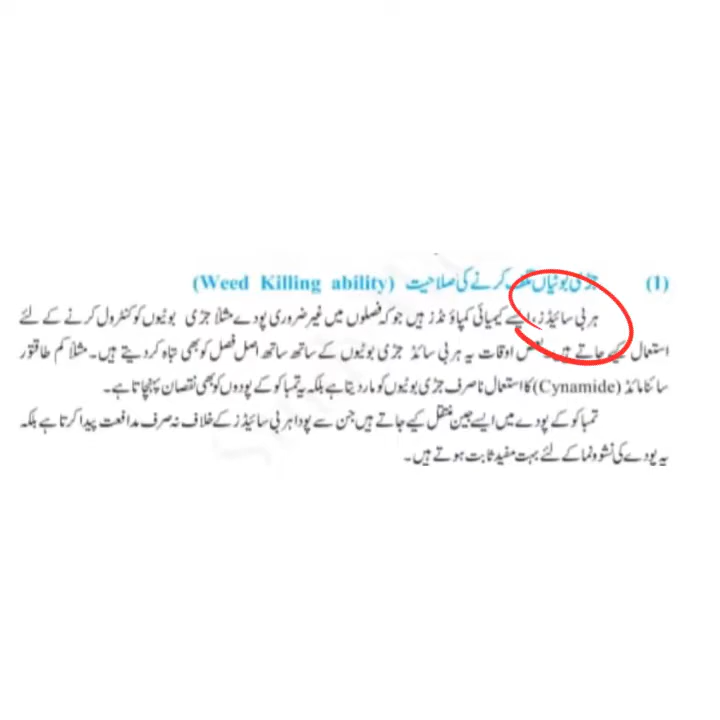 (1) جڑی بوٹیاں تلف کرنے کی صلاحیت (Weed Killing ability)
ہربی سائیڈز، ایسے کیمیائی کمپاؤنڈز ہیں جو کہ فصلوں میں غیر ضروری پودے مثلاً جڑی بوٹیوں کو کنٹرول کرنے کے لئے
استعمال کیے جاتے ہیں۔ بعض اوقات یہ ہربی سائڈ جڑی بوٹیوں کے ساتھ ساتھ اصل فصل کو بھی تباہ کر دیتے ہیں۔ مثلاً کم طاقتور
سائنامائڈ (Cynamide) کا استعمال نا صرف جڑی بوٹیوں کو مار دیتا ہے بلکہ یہ تمباکو کے پودوں کو بھی نقصان پہنچاتا ہے۔
تمباکو کے پودے میں ایسے جین منتقل کیے جاتے ہیں جن سے پودا ہربی سائیڈز کے خلاف نہ صرف مدافعت پیدا کرتا ہے بلکہ
یہ پودے کی نشوونما کے لئے بہت مفید ثابت ہوتے ہیں۔